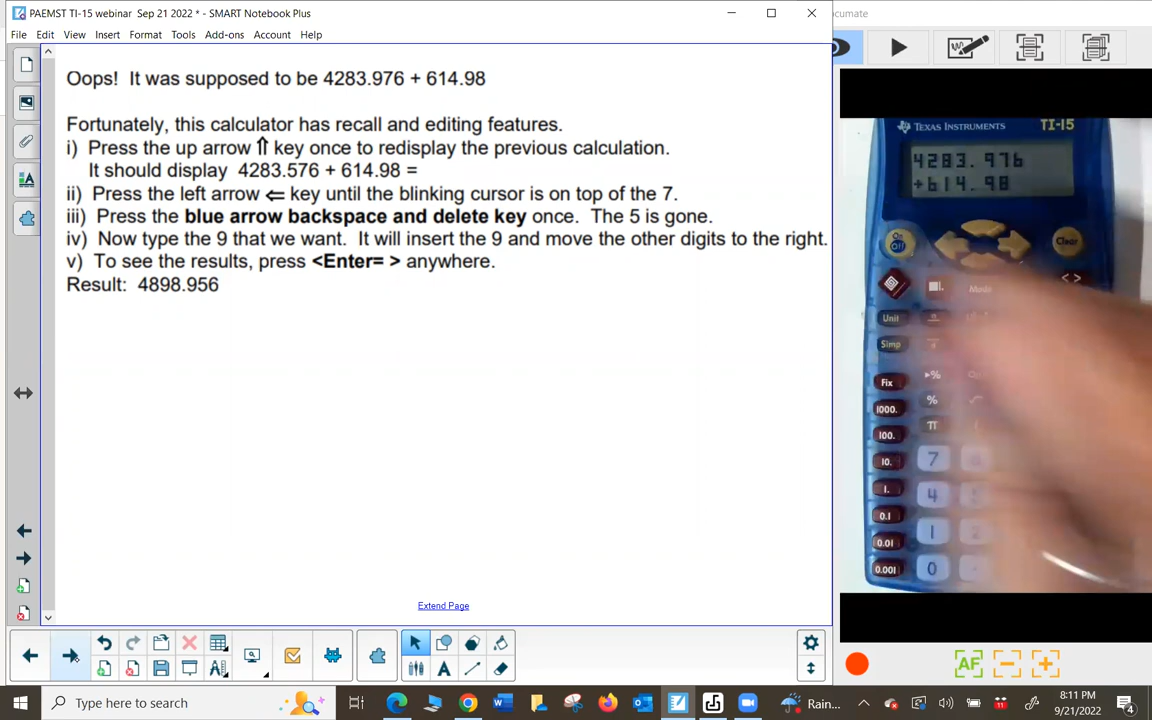 PAEMST TI-15 webinar Sep 21 2022 * - SMART Notebook Plus
File Edit View Insert Format Tools Add-ons Account Help
Oops! It was supposed to be 4283.976 + 614.98
Fortunately, this calculator has recall and editing features.
i) Press the up arrow ⇑ key once to redisplay the previous calculation.
It should display 4283.576 + 614.98 =
ii) Press the left arrow ⇐ key until the blinking cursor is on top of the 7.
iii) Press the blue arrow backspace and delete key once. The 5 is gone.
iv) Now type the 9 that we want. It will insert the 9 and move the other digits to the right.
v) To see the results, press <Enter= > anywhere.
Result: 4898.956
Extend Page
TEXAS INSTRUMENTS TI-15
4283.976
+614.98
On Off
Clear
Mode
Unit n
Simp d
Fix ▸%
1000. %
100. π
10. 7
1. 4
0.1
0.01 1
0.001 0
AF
Type here to search
Rain...
8:11 PM
9/21/2022
4